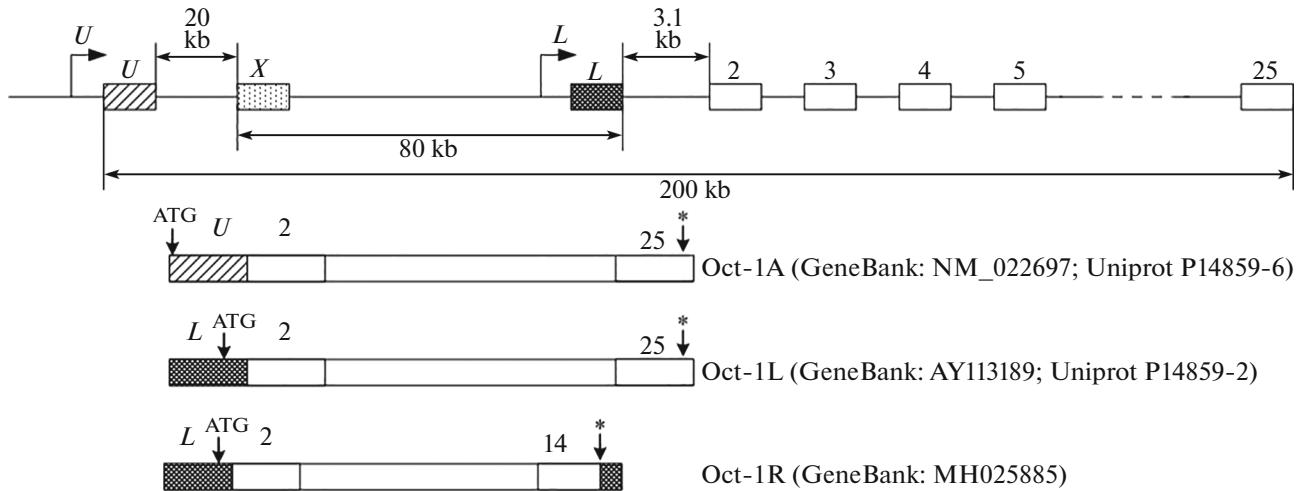 20
kb
3.1
kb
U
L
U
X
L
2
3
4
5
25
80 kb
200 kb
ATG
U
2
25
*
Oct-1A (GeneBank: NM_022697; Uniprot P14859-6)
L
ATG
2
25
*
Oct-1L (GeneBank: AY113189; Uniprot P14859-2)
L
ATG
2
14
*
Oct-1R (GeneBank: MH025885)